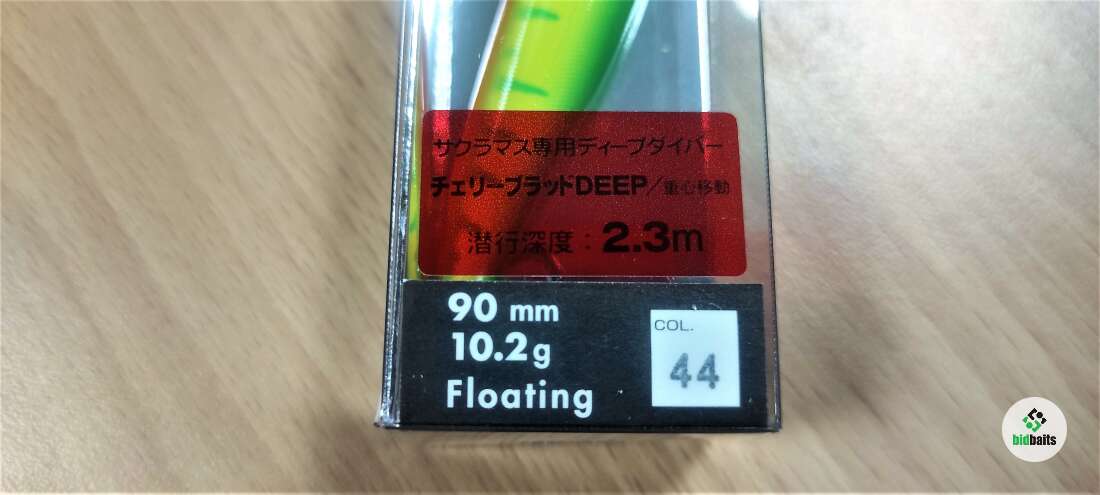 サクラマス専用ディープダイバー
チェリーブラッドDEEP/重心移動
潜行深度：2.3m
90 mm
10.2g
Floating
COL.
44
bidbaits